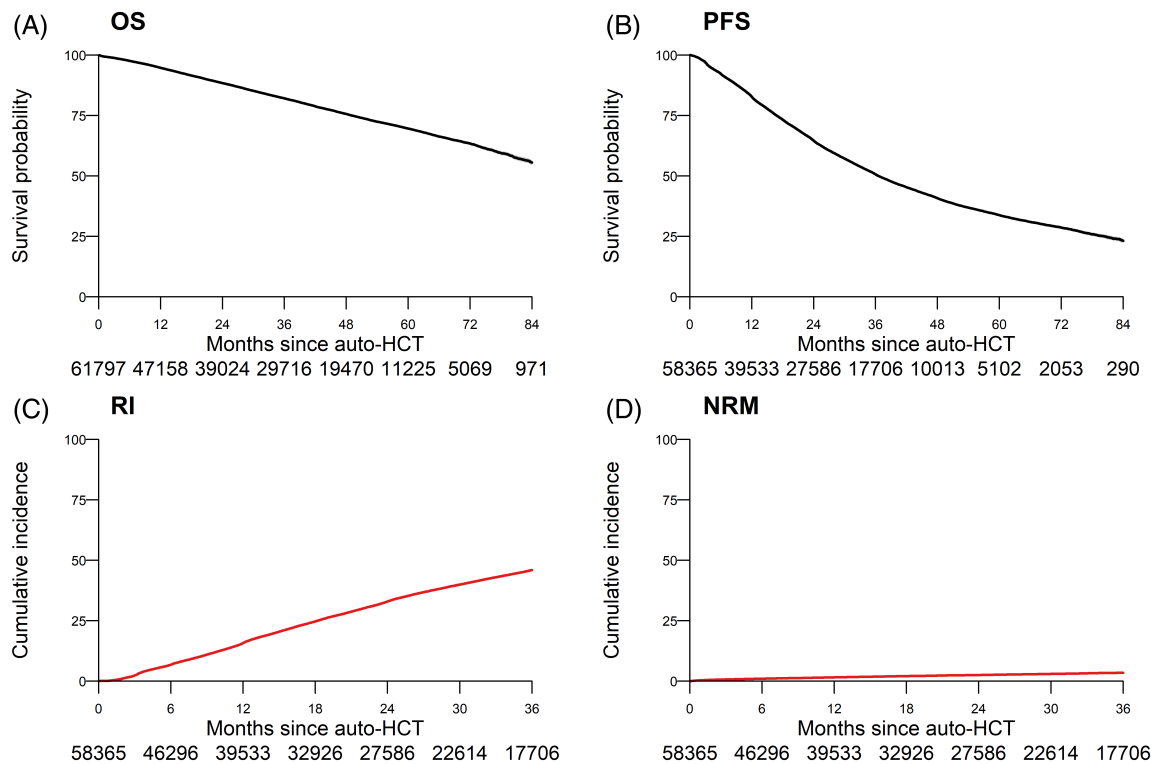 (A) OS
Survival probability
100
75
50
25
0
0 12 24 36 48 60 72 84
Months since auto-HCT
61797 47158 39024 29716 19470 11225 5069 971
(B) PFS
Survival probability
100
75
50
25
0
0 12 24 36 48 60 72 84
Months since auto-HCT
58365 39533 27586 17706 10013 5102 2053 290
(C) RI
Cumulative incidence
100
75
50
25
0
0 6 12 18 24 30 36
Months since auto-HCT
58365 46296 39533 32926 27586 22614 17706
(D) NRM
Cumulative incidence
100
75
50
25
0
0 6 12 18 24 30 36
Months since auto-HCT
58365 46296 39533 32926 27586 22614 17706